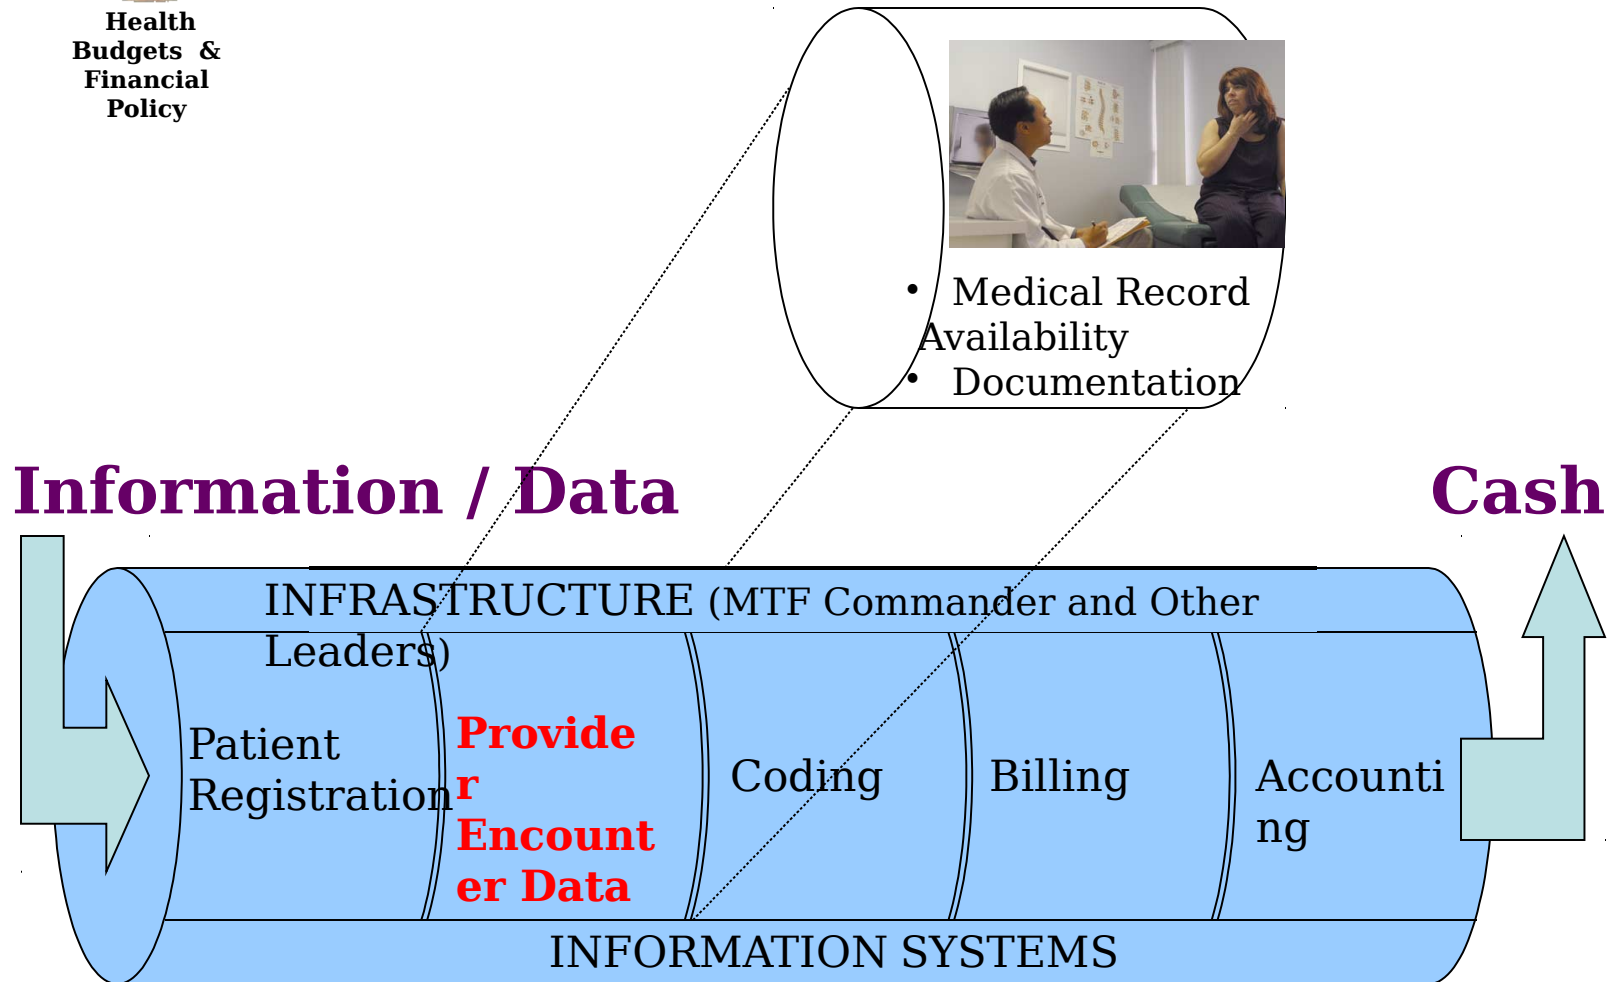 Health
Budgets & 
Financial
Policy
• Medical Record
Availability
• Documentation
Information / Data
Cash
INFRASTRUCTURE (MTF Commander and Other
Leaders)
Patient
Registration
Provide
r
Encount
er Data
Coding
Billing
Accounti
ng
INFORMATION SYSTEMS